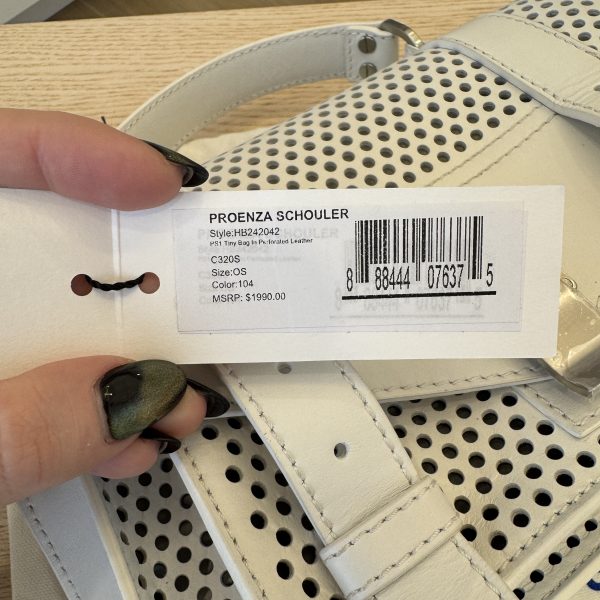 PROENZA SCHOULER
Style:HB242042
PS1 Tiny Bag In Perforated Leather
C320S
Size:OS
Color:104
MSRP: $1990.00
8 88444 07637 5